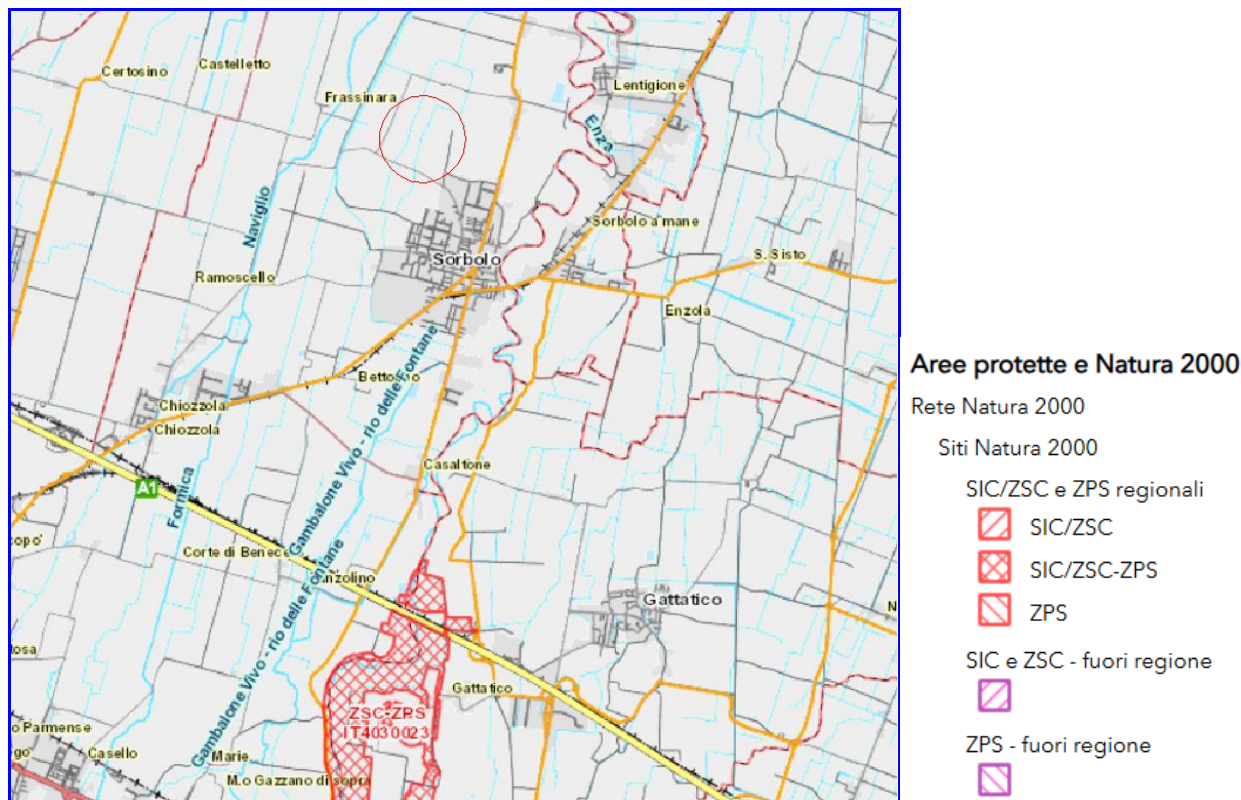 Certosino
Castelletto
Frassinara
Lentigione
Enza
Naviglio
Sorbolo a mane
Sorbolo
S. Sisto
Ramoscello
Enzola
Chiozzola
Chiozzola
Casaltone
A1
Formica
Gambalone Vivo - rio delle Fontane
Corte di Benece
nzolino
Gattatico
Gambalone Vivo - rio delle Fontane
Gattatico
ZSC-ZPS
IT4030023
o Parmense
Casello
Marie
M.o Gazzano di sopra
Aree protette e Natura 2000
Rete Natura 2000
Siti Natura 2000
SIC/ZSC e ZPS regionali
SIC/ZSC
SIC/ZSC-ZPS
ZPS
SIC e ZSC - fuori regione
ZPS - fuori regione